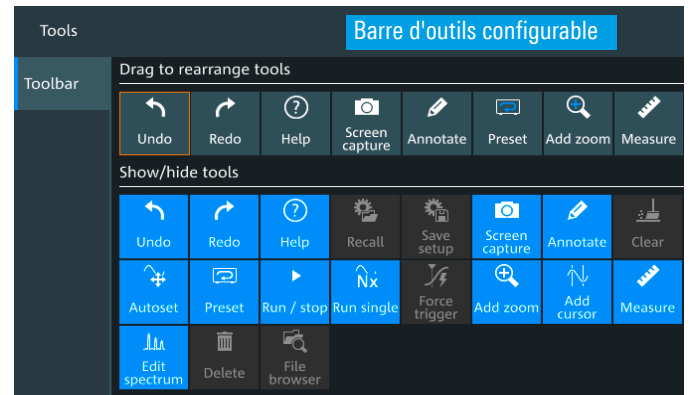 Tools
Barre d'outils configurable
Toolbar
Drag to rearrange tools
Undo
Redo
Help
Screen
capture
Annotate
Preset
Add zoom
Measure
Show/hide tools
Undo
Redo
Help
Recall
Save
setup
Screen
capture
Annotate
Clear
Autoset
Preset
Run / stop
Nx
Run single
Force
trigger
Add zoom
Add
cursor
Measure
Edit
spectrum
Delete
File
browser